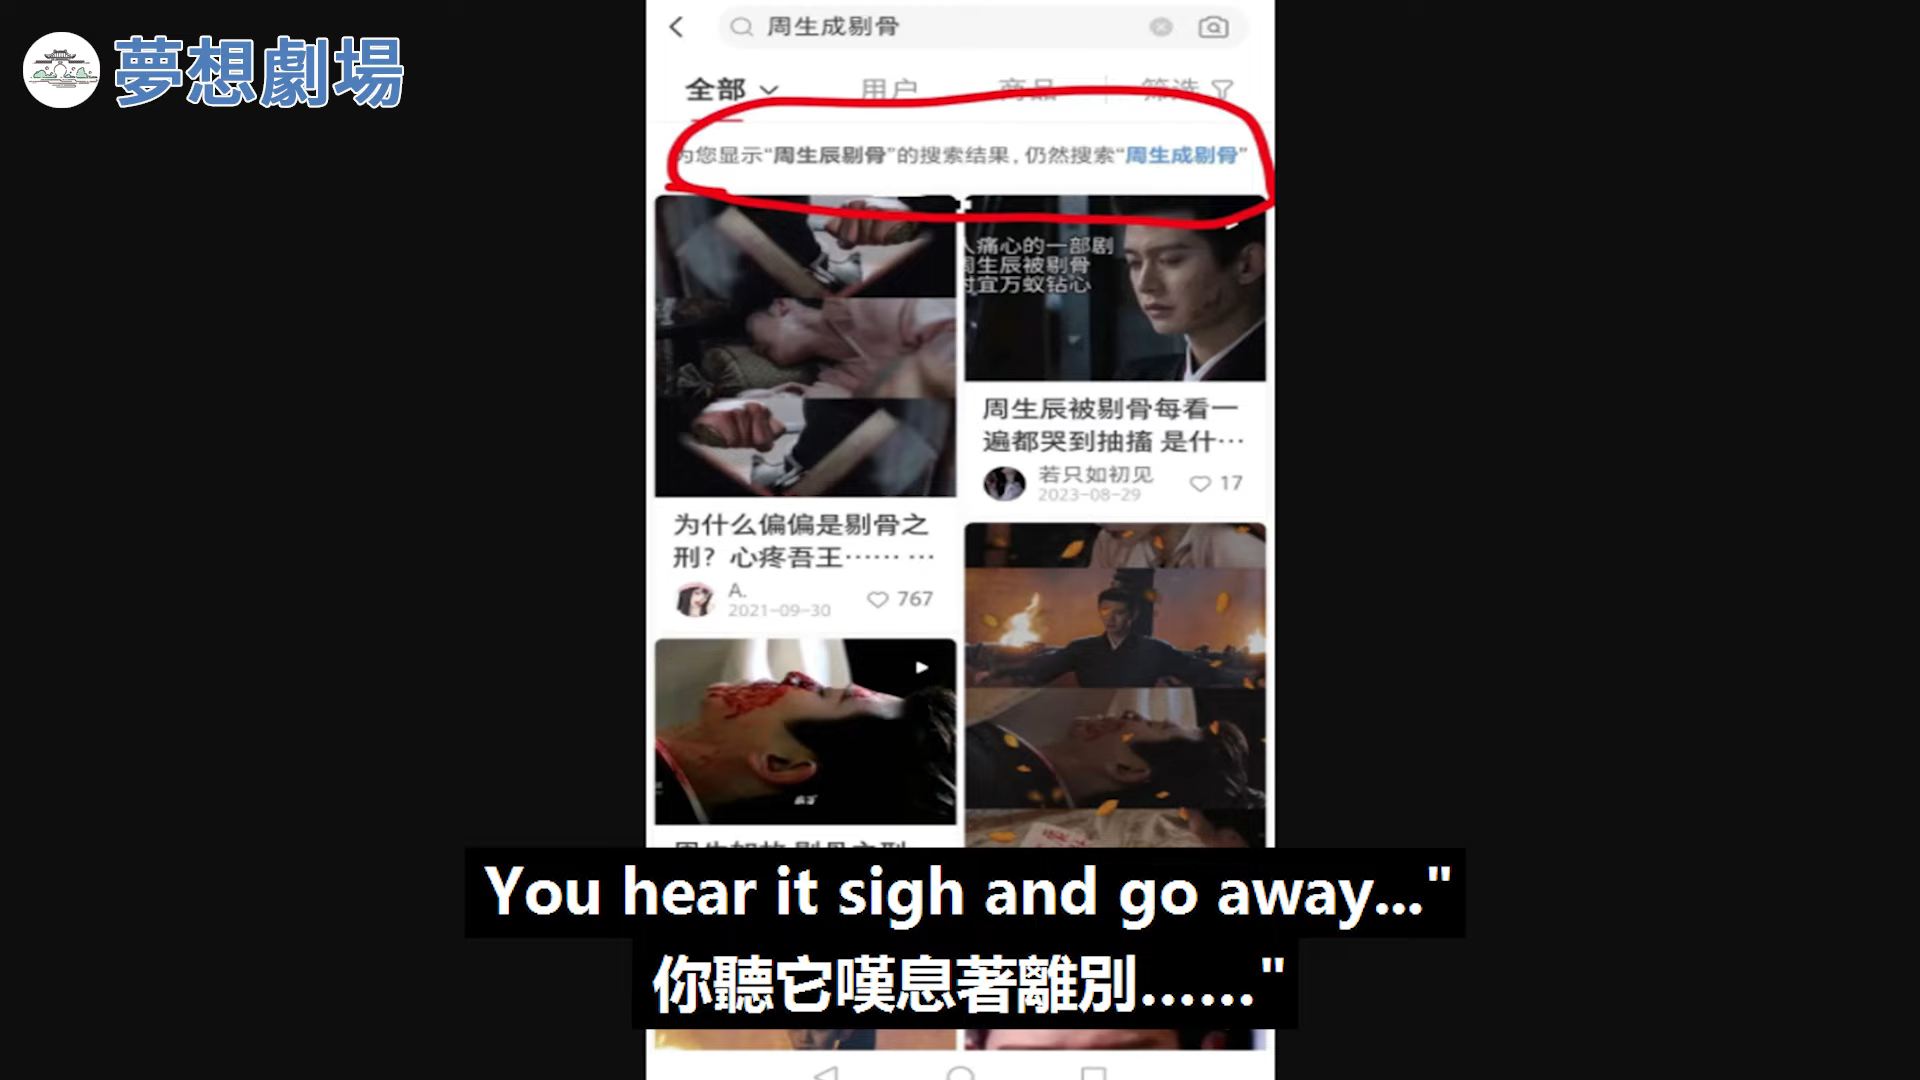 夢想劇場
周生成剔骨
全部
用户
商品
筛选
为您显示“周生辰剔骨”的搜索结果，仍然搜索“周生成剔骨”
人痛心的一部剧
周生辰被剔骨
时宜万蚁钻心
周生辰被剔骨每看一
遍都哭到抽搐 是什…
若只如初见
2023-08-29
17
为什么偏偏是剔骨之
刑？心疼吾王…… …
A.
2021-09-30
767
You hear it sigh and go away..."
你聽它嘆息著離別……"